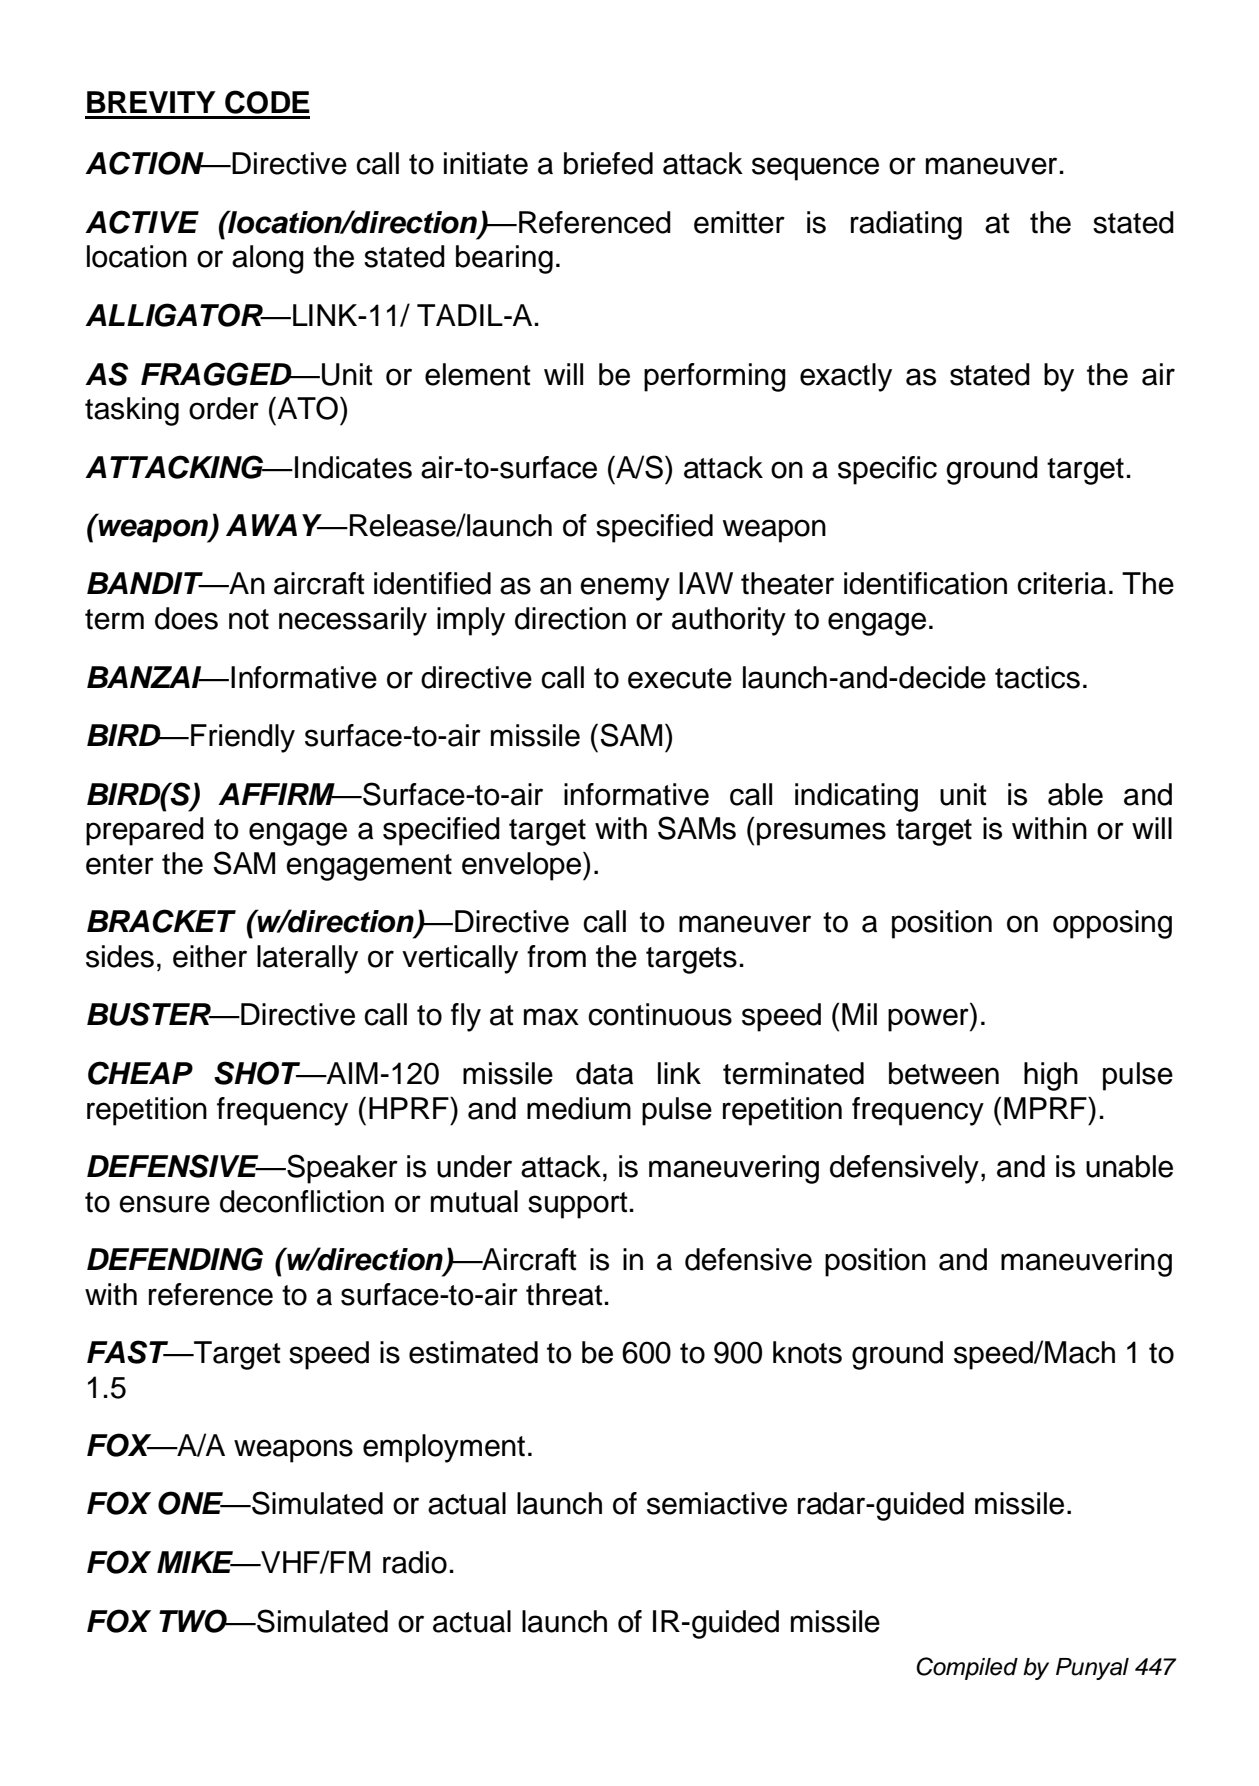 BREVITY CODE
ACTION—Directive call to initiate a briefed attack sequence or maneuver.
ACTIVE (location/direction)—Referenced emitter is radiating at the stated
location or along the stated bearing.
ALLIGATOR—LINK-11/ TADIL-A.
AS FRAGGED—Unit or element will be performing exactly as stated by the air
tasking order (ATO)
ATTACKING—Indicates air-to-surface (A/S) attack on a specific ground target.
(weapon) AWAY—Release/launch of specified weapon
BANDIT—An aircraft identified as an enemy IAW theater identification criteria. The
term does not necessarily imply direction or authority to engage.
BANZAI—Informative or directive call to execute launch-and-decide tactics.
BIRD—Friendly surface-to-air missile (SAM)
BIRD(S) AFFIRM—Surface-to-air informative call indicating unit is able and
prepared to engage a specified target with SAMs (presumes target is within or will
enter the SAM engagement envelope).
BRACKET (w/direction)—Directive call to maneuver to a position on opposing
sides, either laterally or vertically from the targets.
BUSTER—Directive call to fly at max continuous speed (Mil power).
CHEAP SHOT—AIM-120 missile data link terminated between high pulse
repetition frequency (HPRF) and medium pulse repetition frequency (MPRF).
DEFENSIVE—Speaker is under attack, is maneuvering defensively, and is unable
to ensure deconfliction or mutual support.
DEFENDING (w/direction)—Aircraft is in a defensive position and maneuvering
with reference to a surface-to-air threat.
FAST—Target speed is estimated to be 600 to 900 knots ground speed/Mach 1 to
1.5
FOX—A/A weapons employment.
FOX ONE—Simulated or actual launch of semiactive radar-guided missile.
FOX MIKE—VHF/FM radio.
FOX TWO—Simulated or actual launch of IR-guided missile
Compiled by Punyal 447